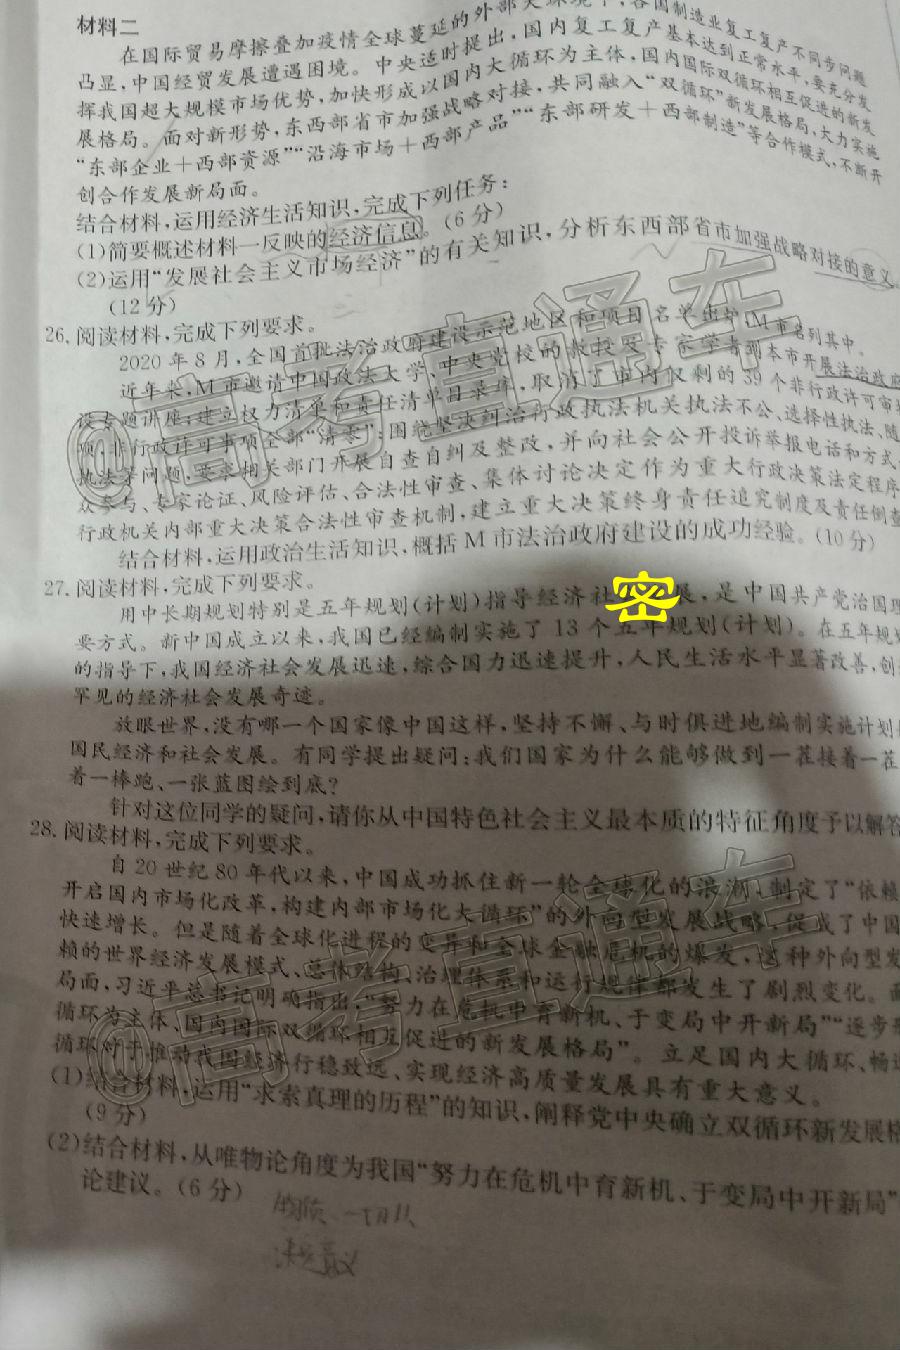 材料二
在国际贸易摩擦叠加疫情全球蔓延的外部大环境下,各国制造业复工复产不同步问题
凸显,中国经贸发展遭遇困境。中央适时提出,国内复工复产基本达到正常水平,要充分发
挥我国超大规模市场优势,加快形成以国内大循环为主体,国内国际双循环相互促进的新发
展格局。面对新形势,东西部省市加强战略对接,共同融入“双循环”新发展格局,大力实施
“东部企业+西部资源”“沿海市场+西部产品”“东部研发+西部制造”等合作模式,不断开
创合作发展新局面。
结合材料,运用经济生活知识,完成下列任务:
(1)简要概述材料一反映的经济信息。(6分)
(2)运用“发展社会主义市场经济”的有关知识,分析东西部省市加强战略对接的意义。
(12分)
26.阅读材料,完成下列要求。
2020年8月,全国首批法治政府建设示范地区和项目名单出炉,M市名列其中。
近年来,M市邀请中国政法大学、中央党校的教授及专家学者到本市开展法治政府
设专题讲座;建立权力清单和责任清单目录库,取消了市内仅剩的39个非行政许可审
项,非行政许可事项全部“清零”;围绕坚决纠治行政执法机关执法不公、选择性执法、随
执法等问题,要求相关部门开展自查自纠及整改,并向社会公开投诉举报电话和方式
众参与、专家论证、风险评估、合法性审查、集体讨论决定作为重大行政决策法定程序
行政机关内部重大决策合法性审查机制,建立重大决策终身责任追究制度及责任倒查
结合材料,运用政治生活知识,概括M市法治政府建设的成功经验。(10分)
27.阅读材料,完成下列要求。
用中长期规划特别是五年规划(计划)指导经济社密展,是中国共产党治国理
要方式。新中国成立以来,我国已经编制实施了13个五年规划(计划)。在五年规划
的指导下,我国经济社会发展迅速,综合国力迅速提升,人民生活水平显著改善,创
罕见的经济社会发展奇迹。
放眼世界,没有哪一个国家像中国这样,坚持不懈、与时俱进地编制实施计划
国民经济和社会发展。有同学提出疑问:我们国家为什么能够做到一茬接着一茬
着一棒跑、一张蓝图绘到底?
针对这位同学的疑问,请你从中国特色社会主义最本质的特征角度予以解答
28.阅读材料,完成下列要求。
自20世纪80年代以来,中国成功抓住新一轮全球化的浪潮,制定了“依赖
开启国内市场化改革,构建内部市场化大循环”的外向型发展战略,促成了中国
快速增长。但是随着全球化进程的变异和全球金融危机的爆发,这种外向型发
赖的世界经济发展模式、总体结构、治理体系和运行规律都发生了剧烈变化。面
局面,习近平总书记明确指出,“努力在危机中育新机、于变局中开新局”“逐步形
循环为主体、国内国际双循环相互促进的新发展格局”。立足国内大循环、畅通
循环对于推动我国经济行稳致远、实现经济高质量发展具有重大意义。
(1)结合材料,运用“求索真理的历程”的知识,阐释党中央确立双循环新发展格
(9分)
(2)结合材料,从唯物论角度为我国“努力在危机中育新机、于变局中开新局”
论建议。(6分)
@高考直通车
@高考直通车